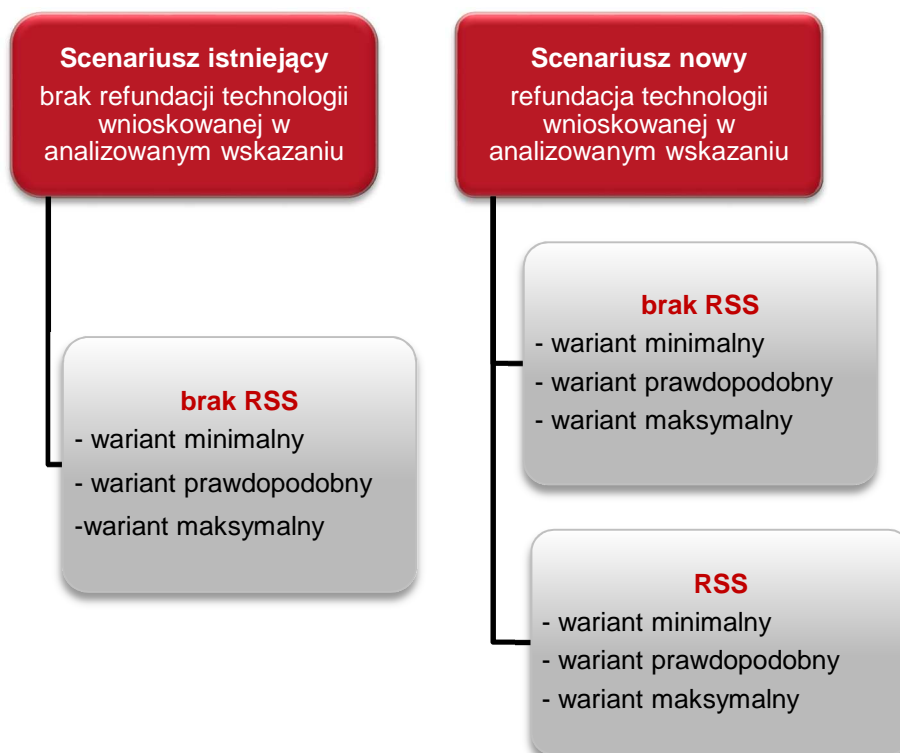 Scenariusz istniejący
brak refundacji technologii
wnioskowanej w
analizowanym wskazaniu
brak RSS
- wariant minimalny
- wariant prawdopodobny
-wariant maksymalny
Scenariusz nowy
refundacja technologii
wnioskowanej w
analizowanym wskazaniu
brak RSS
- wariant minimalny
- wariant prawdopodobny
- wariant maksymalny
RSS
- wariant minimalny
- wariant prawdopodobny
- wariant maksymalny